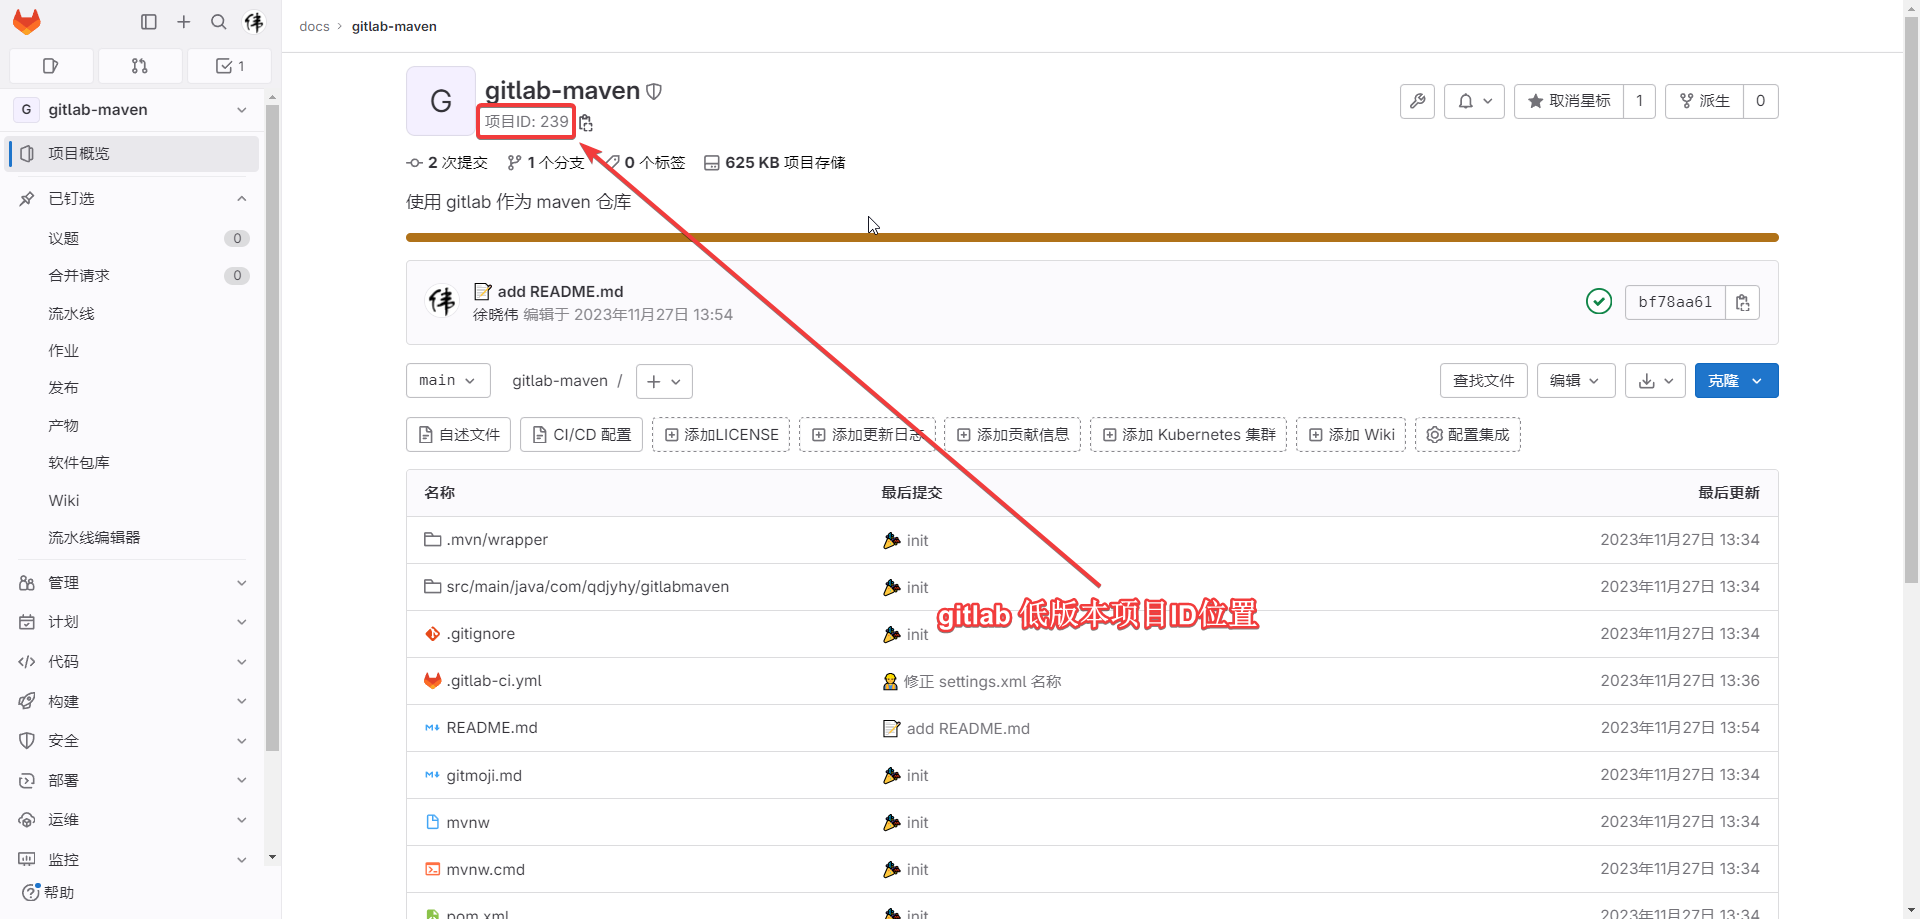 伟
docs › gitlab-maven
1
G gitlab-maven
项目概览
已钉选
议题 0
合并请求 0
流水线
作业
发布
产物
软件包库
Wiki
流水线编辑器
管理
计划
代码
构建
安全
部署
运维
监控
帮助
G
gitlab-maven
项目ID: 239
取消星标 1
派生 0
2 次提交 1 个分支 0 个标签 625 KB 项目存储
使用 gitlab 作为 maven 仓库
伟
add README.md
徐晓伟 编辑于 2023年11月27日 13:54
bf78aa61
main gitlab-maven / +
查找文件 编辑 克隆
自述文件 CI/CD 配置 添加LICENSE 添加更新日志 添加贡献信息 添加 Kubernetes 集群 添加 Wiki 配置集成
名称 最后提交 最后更新
.mvn/wrapper init 2023年11月27日 13:34
src/main/java/com/qdjyhy/gitlabmaven init 2023年11月27日 13:34
gitlab 低版本项目ID位置
.gitignore init 2023年11月27日 13:34
.gitlab-ci.yml 修正 settings.xml 名称 2023年11月27日 13:36
README.md add README.md 2023年11月27日 13:54
gitmoji.md init 2023年11月27日 13:34
mvnw init 2023年11月27日 13:34
mvnw.cmd init 2023年11月27日 13:34
pom.xml init 2023年11月27日 13:34